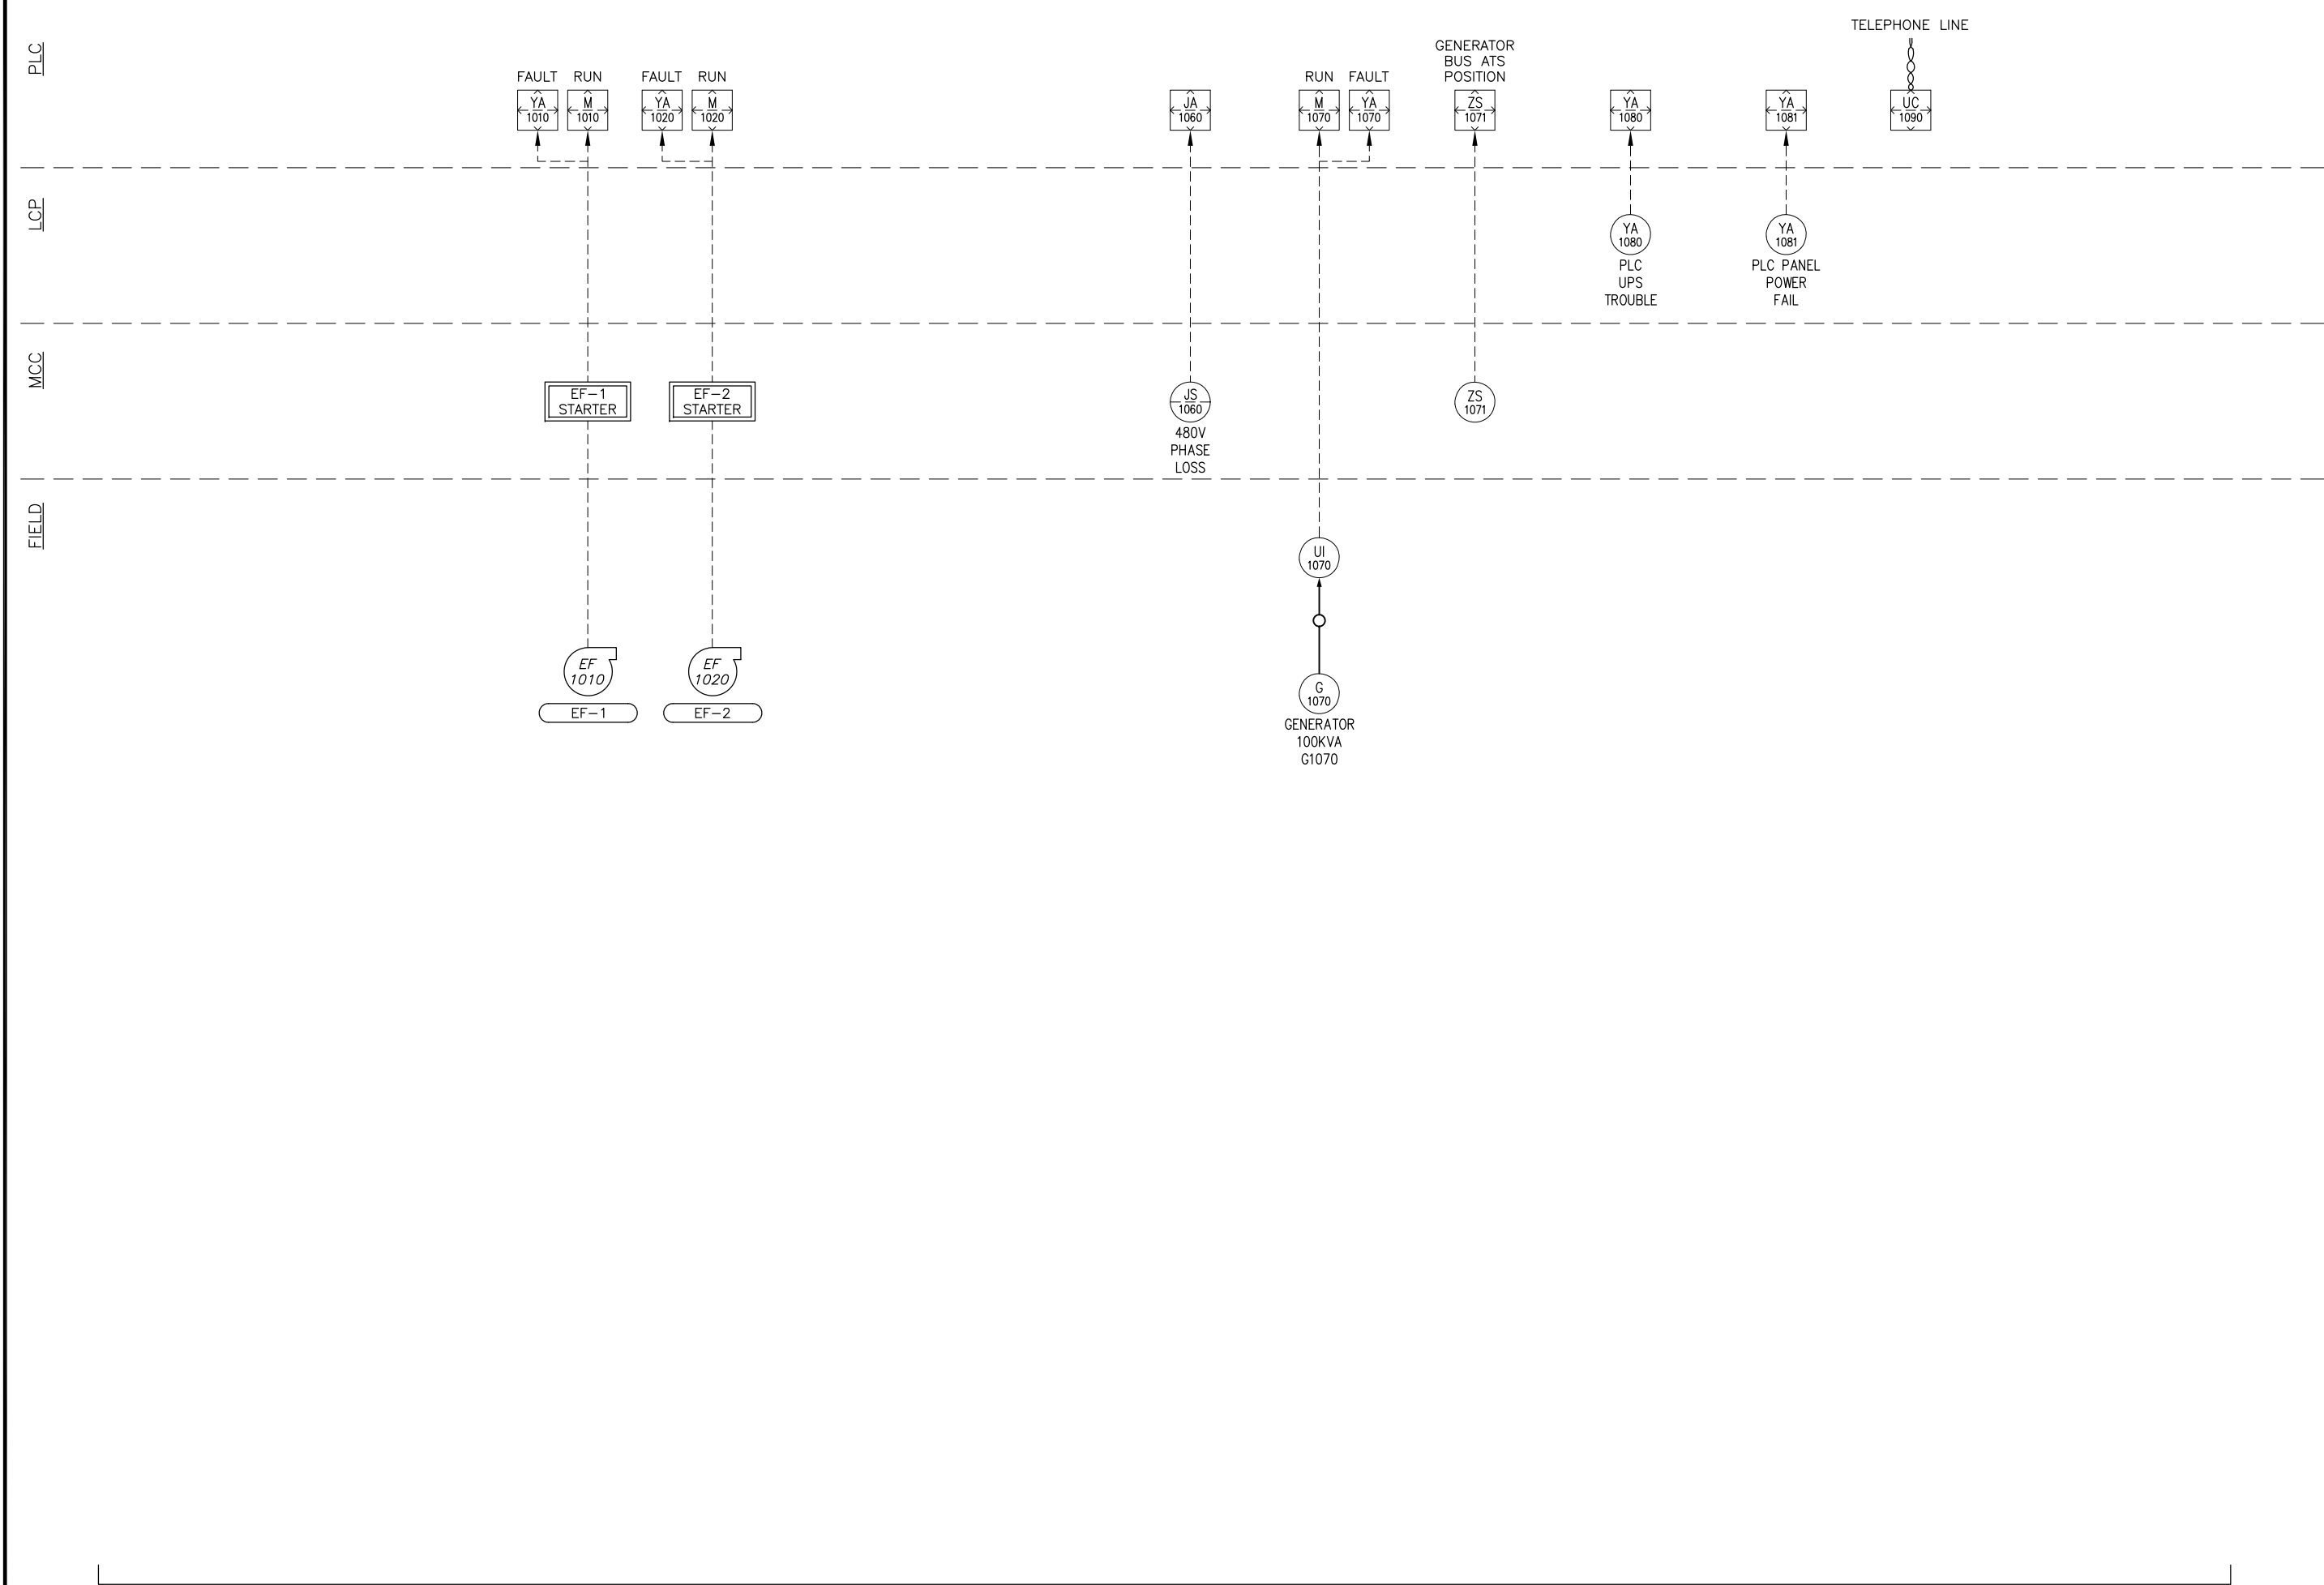 TELEPHONE LINE
PLC
GENERATOR
BUS ATS
POSITION
FAULT RUN FAULT RUN
RUN FAULT
YA
1010
M
1010
YA
1020
M
1020
JA
1060
M
1070
YA
1070
ZS
1071
YA
1080
YA
1081
UC
1090
LCP
YA
1080
PLC
UPS
TROUBLE
YA
1081
PLC PANEL
POWER
FAIL
MCC
EF-1
STARTER
EF-2
STARTER
JS
1060
480V
PHASE
LOSS
ZS
1071
FIELD
UI
1070
EF
1010
EF-1
EF
1020
EF-2
G
1070
GENERATOR
100KVA
G1070